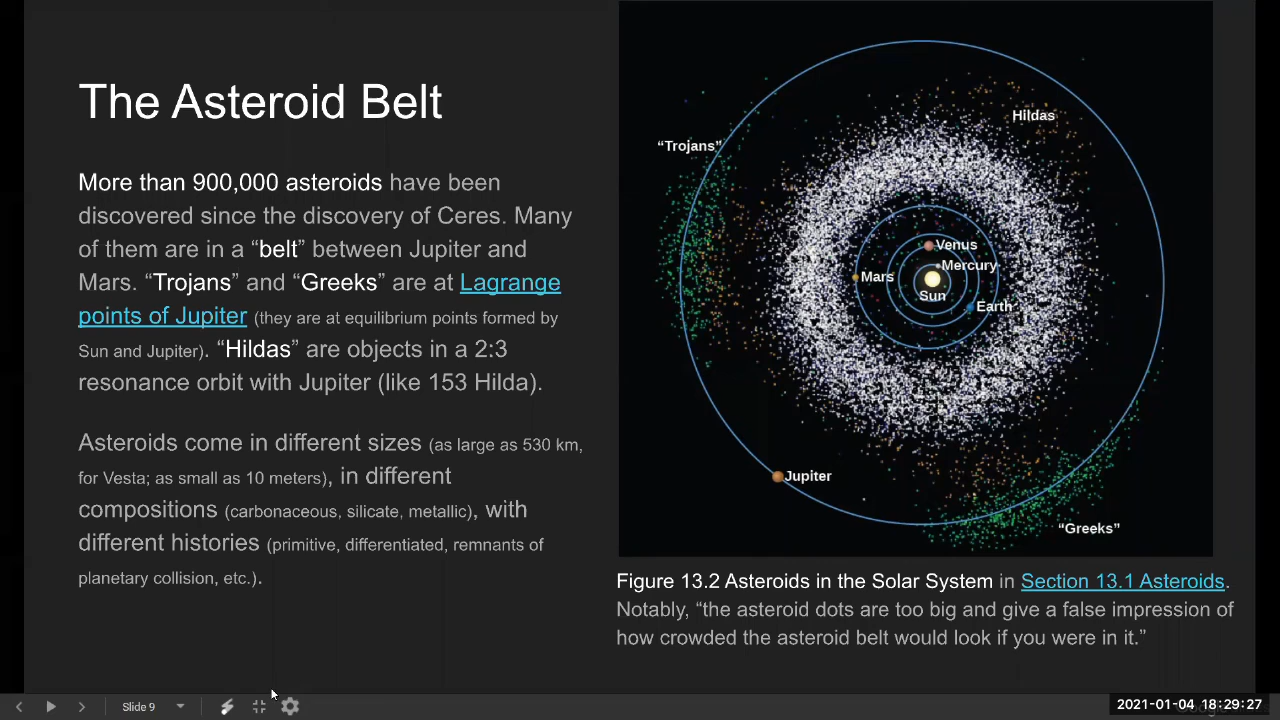 The Asteroid Belt
More than 900,000 asteroids have been
discovered since the discovery of Ceres. Many
of them are in a “belt” between Jupiter and
Mars. “Trojans” and “Greeks” are at Lagrange
points of Jupiter (they are at equilibrium points formed by
Sun and Jupiter). “Hildas” are objects in a 2:3
resonance orbit with Jupiter (like 153 Hilda).
Asteroids come in different sizes (as large as 530 km,
for Vesta; as small as 10 meters), in different
compositions (carbonaceous, silicate, metallic), with
different histories (primitive, differentiated, remnants of
planetary collision, etc.).
Hildas
“Trojans”
Venus
Mercury
Mars
Sun
Earth
Jupiter
“Greeks”
Figure 13.2 Asteroids in the Solar System in Section 13.1 Asteroids.
Notably, “the asteroid dots are too big and give a false impression of
how crowded the asteroid belt would look if you were in it.”
Slide 9
2021-01-04 18:29:27